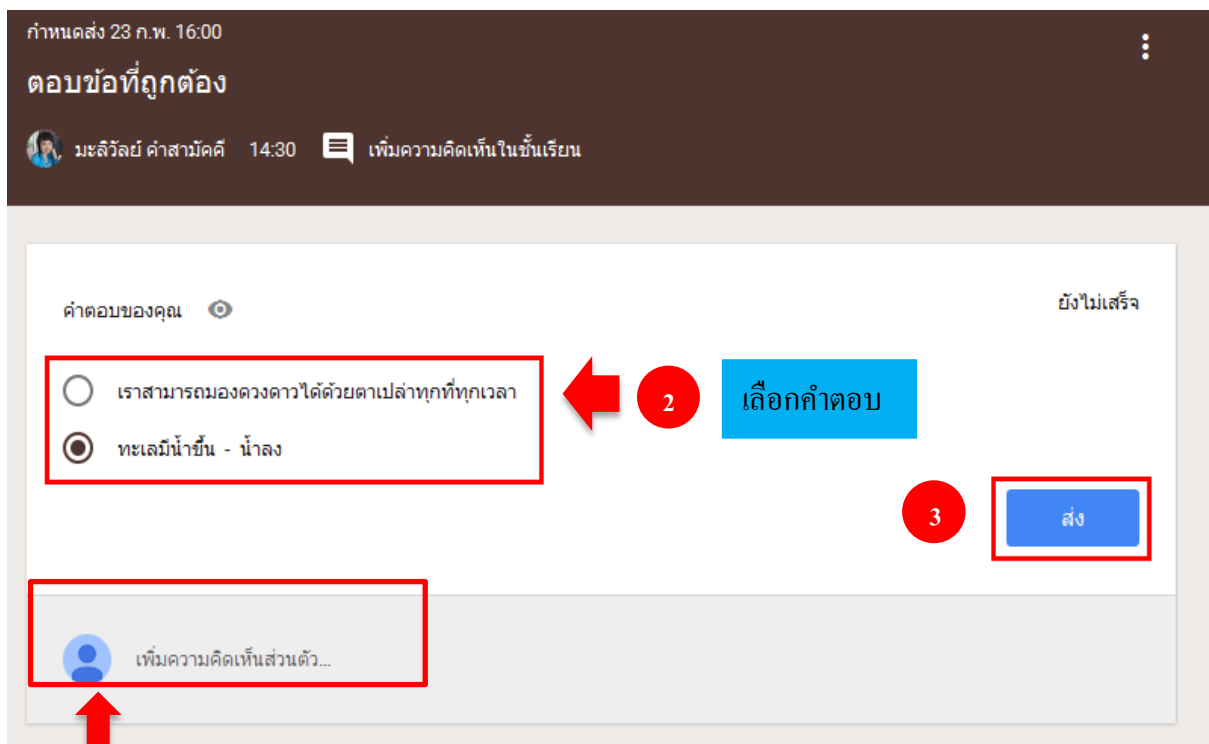 กำหนดส่ง 23 ก.พ. 16:00
ตอบข้อที่ถูกต้อง
มะลิวัลย์ คำสามัคคี 14:30 เพิ่มความคิดเห็นในชั้นเรียน
คำตอบของคุณ ยังไม่เสร็จ
เราสามารถมองดวงดาวได้ด้วยตาเปล่าทุกที่ทุกเวลา
2 เลือกคำตอบ
ทะเลมีน้ำขึ้น - น้ำลง
3 ส่ง
เพิ่มความคิดเห็นส่วนตัว...